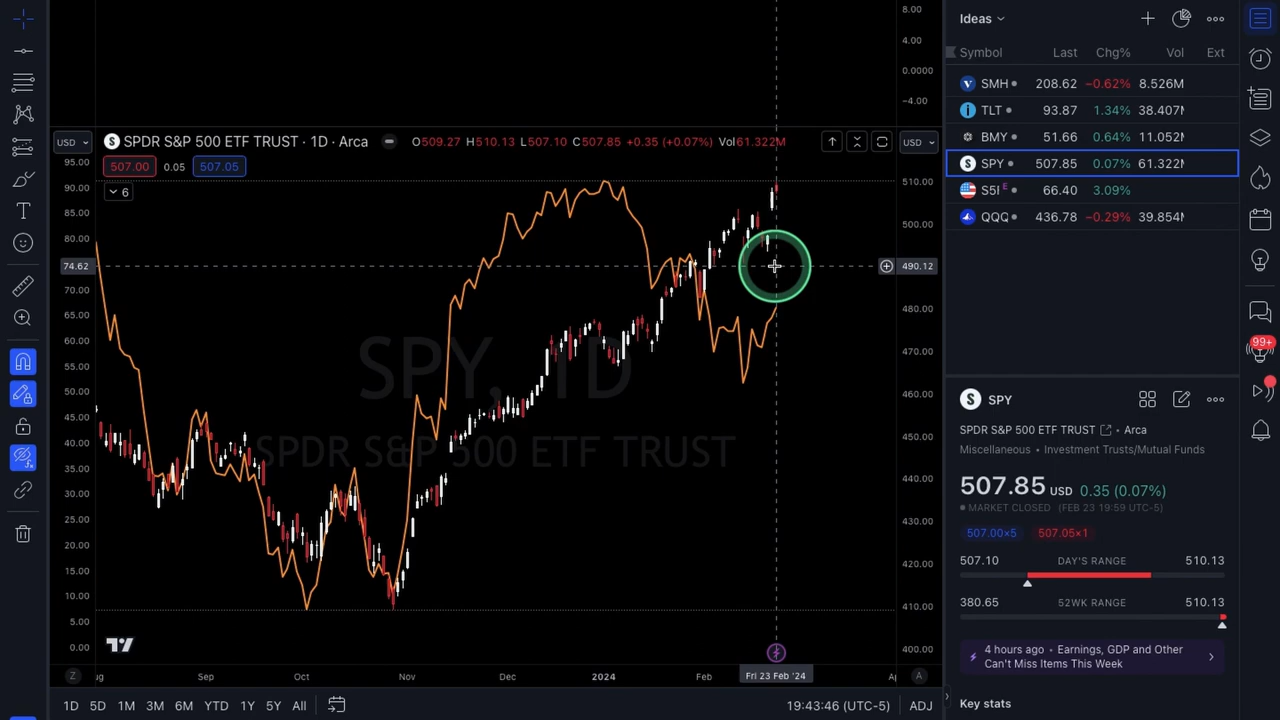 8.00
4.00
0.0000
−4.00
USD
SPDR S&P 500 ETF TRUST · 1D · Arca
O509.27 H510.13 L507.10 C507.85 +0.35 (+0.07%) Vol61.322M
USD
507.00 0.05 507.05
6
95.00
90.00
85.00
80.00
74.62
70.00
65.00
60.00
55.00
50.00
45.00
40.00
35.00
30.00
25.00
20.00
15.00
10.00
5.00
0.00
510.00
500.00
490.12
480.00
470.00
460.00
450.00
440.00
430.00
420.00
410.00
400.00
SPY, 1D
SPDR S&P 500 ETF TRUST
Z ug Sep Oct Nov Dec 2024 Feb Fri 23 Feb '24 A
1D 5D 1M 3M 6M YTD 1Y 5Y All 19:43:46 (UTC-5) ADJ
Ideas
Symbol Last Chg% Vol Ext
SMH 208.62 −0.62% 8.526M
TLT 93.87 1.34% 38.407M
BMY 51.66 0.64% 11.052M
S SPY 507.85 0.07% 61.322M
S5I E 66.40 3.09%
QQQ 436.78 −0.29% 39.854M
99+
S SPY
SPDR S&P 500 ETF TRUST • Arca
Miscellaneous • Investment Trusts/Mutual Funds
507.85 USD 0.35 (0.07%)
MARKET CLOSED (FEB 23 19:59 UTC-5)
507.00×5 507.05×1
507.10 DAY'S RANGE 510.13
380.65 52WK RANGE 510.13
4 hours ago • Earnings, GDP and Other
Can't Miss Items This Week
Key stats